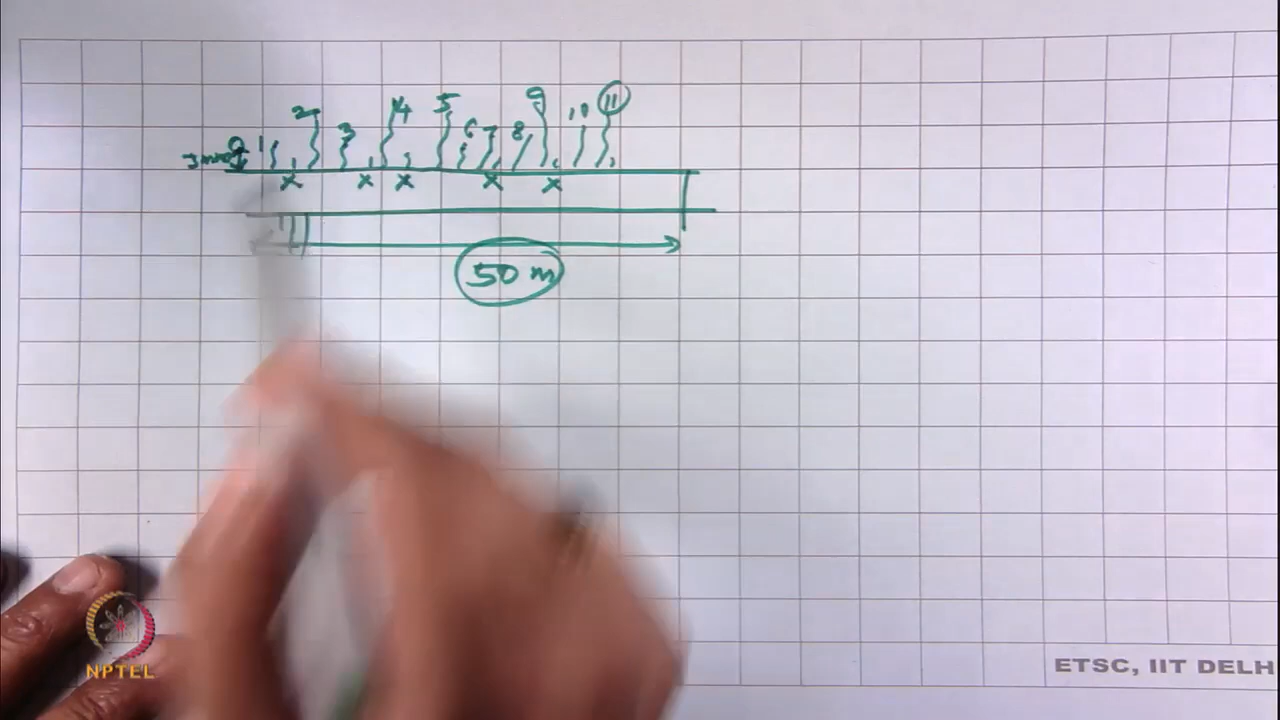 1 2 3 4 5 6 7 8 9 10 11
x x x x x
50 m
NPTEL
ETSC, IIT DELH